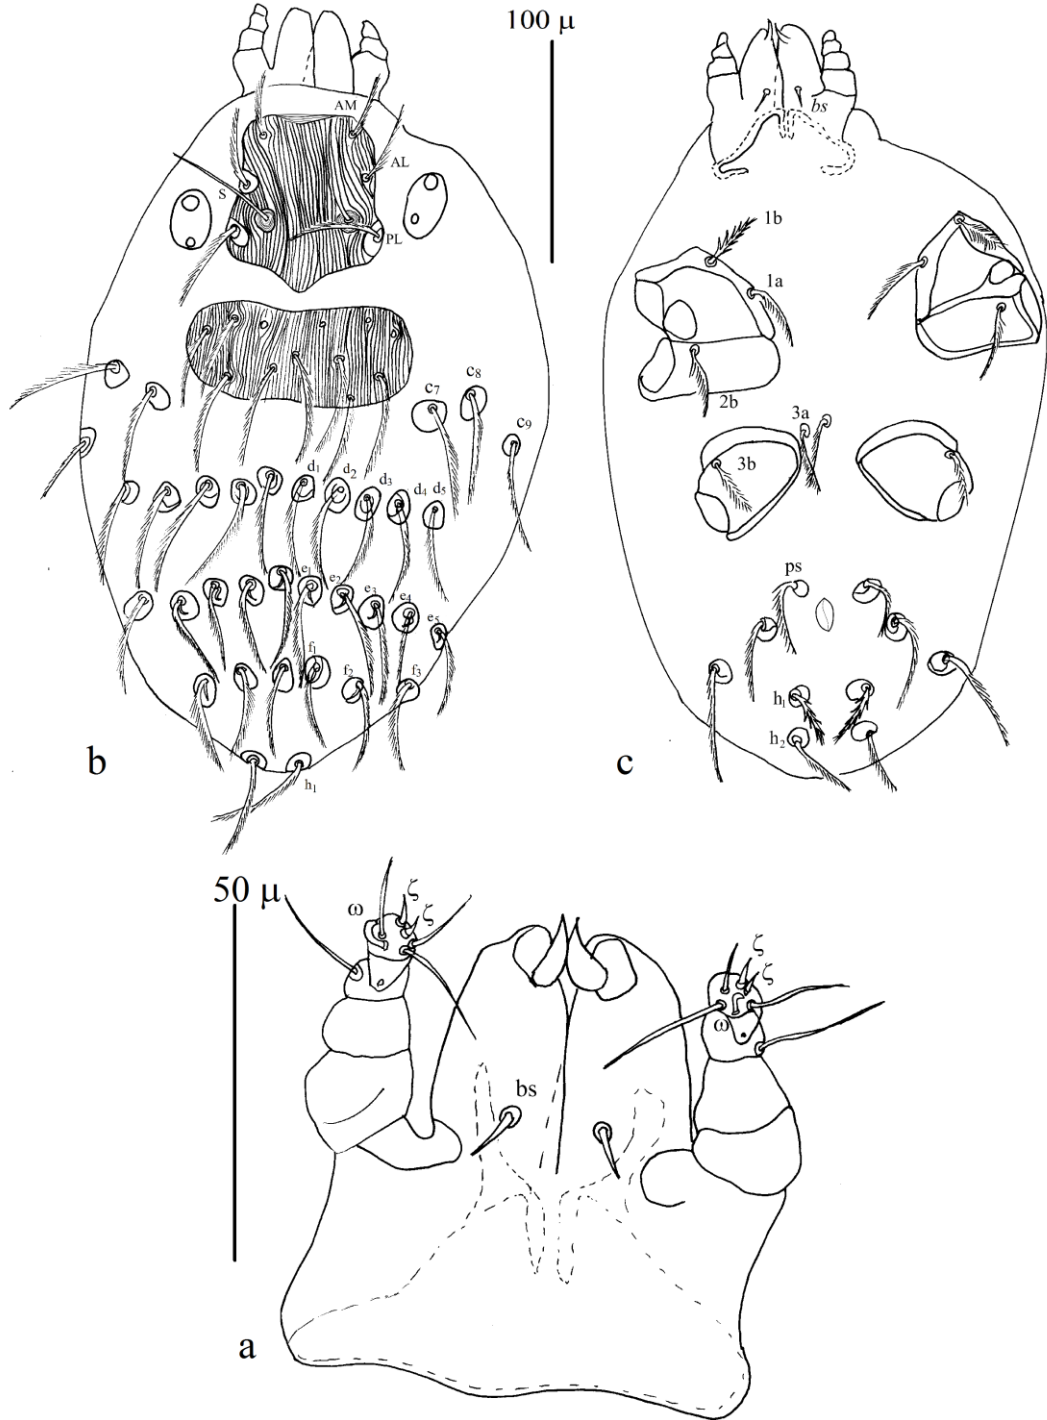 100 μ
AM
AL
S
PL
c7
c8
c9
d1
d2
d3
d4
d5
e1
e2
e3
e4
e5
f1
f2
f3
h1
b
bs
1b
1a
2b
3a
3b
ps
h1
h2
c
50 μ
ω
ζ
ζ
bs
ζ
ζ
ω
a